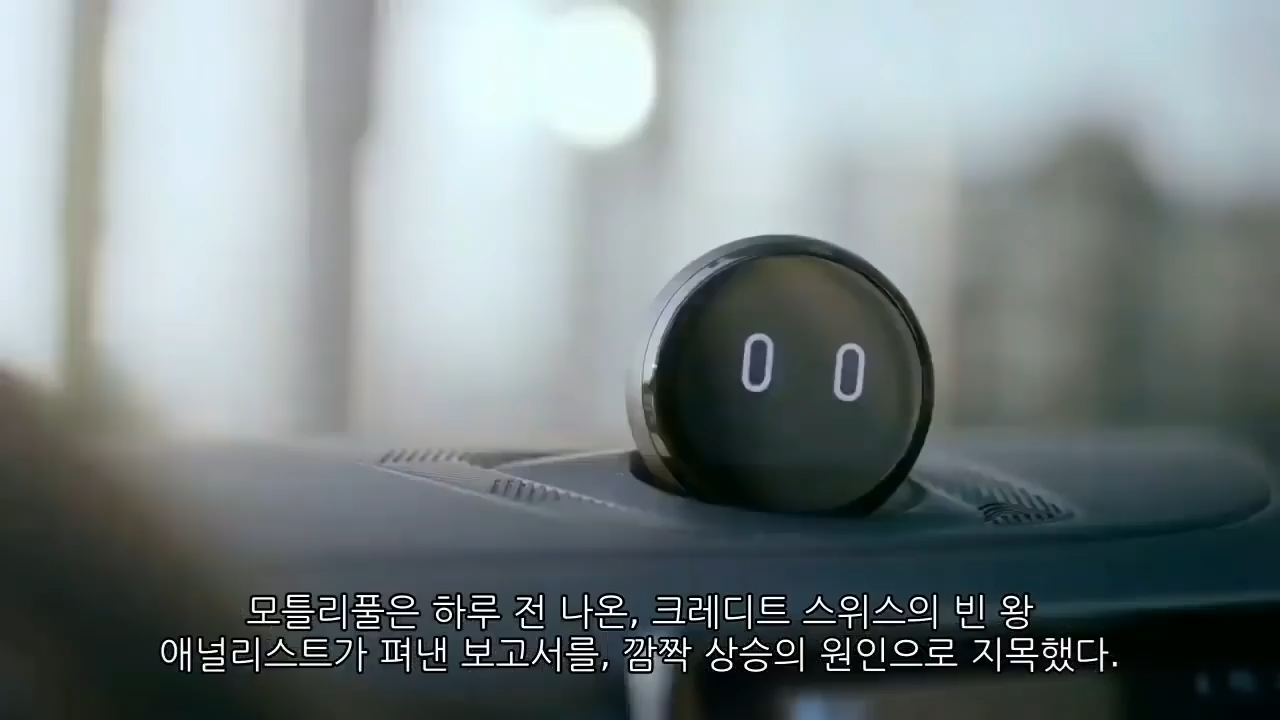 모틀리풀은 하루 전 나온, 크레디트 스위스의 빈 왕
애널리스트가 펴낸 보고서를, 깜짝 상승의 원인으로 지목했다.